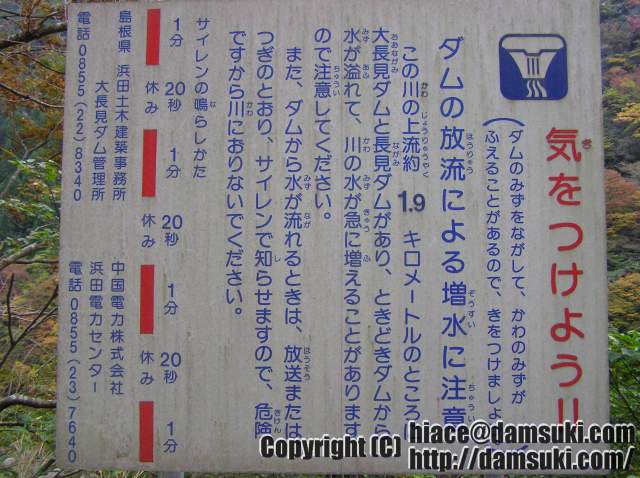 気をつけよう!!
(ダムのみずをながして、かわのみずが
ふえることがあるので、きをつけましょ
ダムの放流による増水に注意
この川の上流約1.9キロメートルのところに
大長見ダムと長見ダムがあり、ときどきダムから
水が溢れて、川の水が急に増えることがあります
ので注意してください。
また、ダムから水が流れるときは、放送または
つぎのとおり、サイレンで知らせますので、危険
ですから川におりないでください。
サイレンの鳴らしかた
1分 20秒休み 1分 20秒休み 1分 20秒休み 1分
島根県 浜田土木建築事務所
大長見ダム管理所
電話 0855(22)8340
中国電力株式会社
浜田電力センター
電話 0855(23)7640
Copyright (C) hiace@damsuki.com
http://damsuki.com/